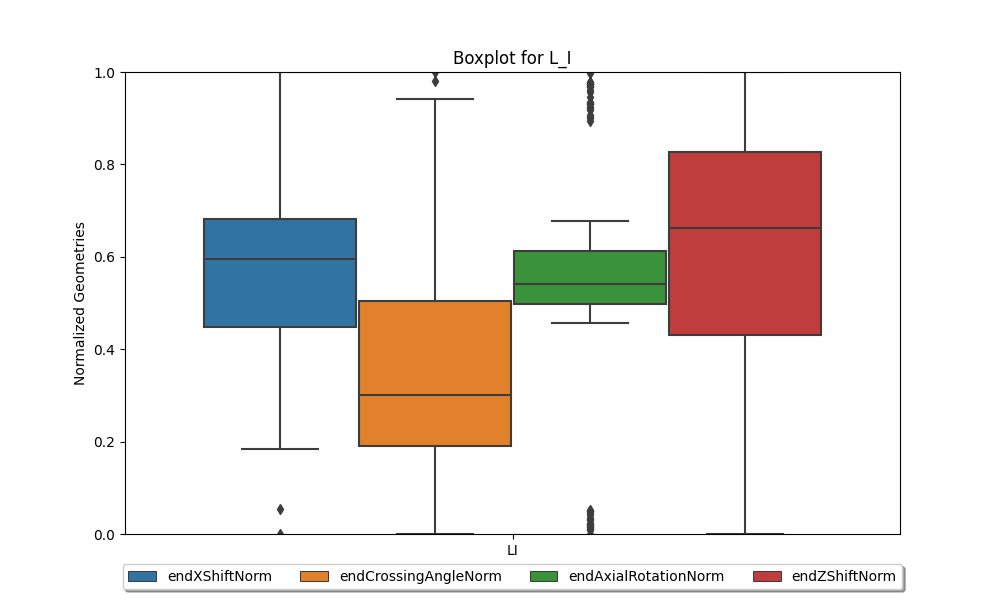 Boxplot for L_I
1.0
0.8
0.6
0.4
0.2
0.0
Normalized Geometries
LI
endXShiftNorm endCrossingAngleNorm endAxialRotationNorm endZShiftNorm